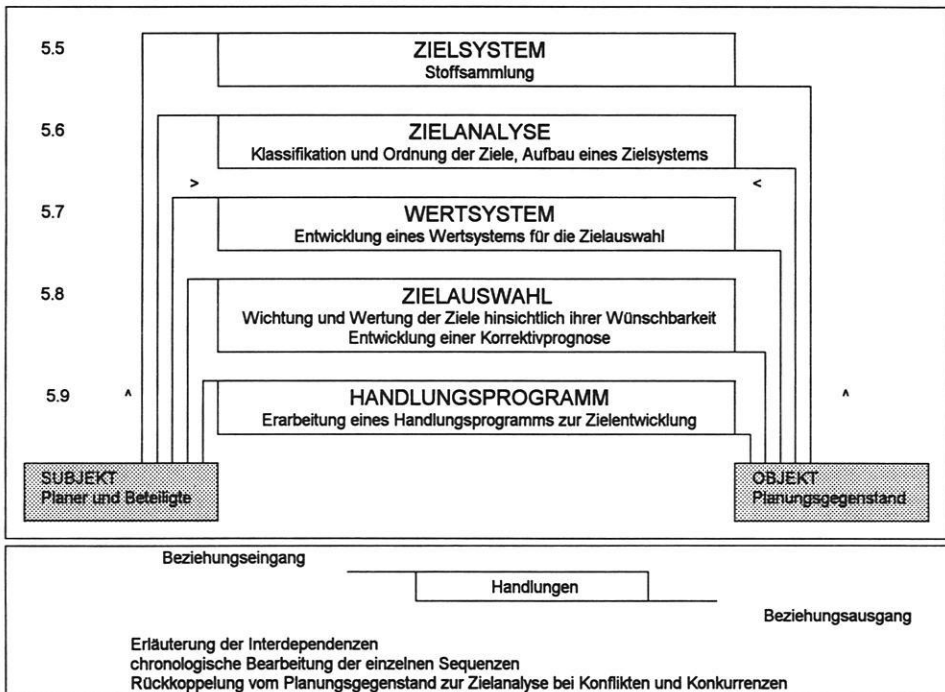 5.5
ZIELSYSTEM
Stoffsammlung
5.6
ZIELANALYSE
Klassifikation und Ordnung der Ziele, Aufbau eines Zielsystems
> <
5.7
WERTSYSTEM
Entwicklung eines Wertsystems für die Zielauswahl
5.8
ZIELAUSWAHL
Wichtung und Wertung der Ziele hinsichtlich ihrer Wünschbarkeit
Entwicklung einer Korrektivprognose
5.9
HANDLUNGSPROGRAMM
Erarbeitung eines Handlungsprogramms zur Zielentwicklung
^ ^
SUBJEKT
Planer und Beteiligte
OBJEKT
Planungsgegenstand
Beziehungseingang
Handlungen
Beziehungsausgang
Erläuterung der Interdependenzen
chronologische Bearbeitung der einzelnen Sequenzen
Rückkoppelung vom Planungsgegenstand zur Zielanalyse bei Konflikten und Konkurrenzen